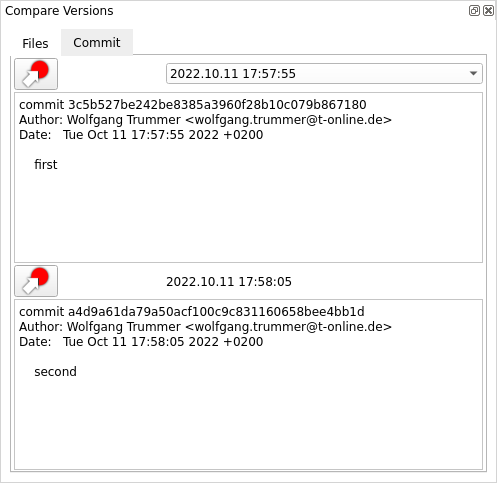 Compare Versions
Files
Commit
2022.10.11 17:57:55
commit 3c5b527be242be8385a3960f28b10c079b867180
Author: Wolfgang Trummer <wolfgang.trummer@t-online.de>
Date:   Tue Oct 11 17:57:55 2022 +0200
first
2022.10.11 17:58:05
commit a4d9a61da79a50acf100c9c831160658bee4bb1d
Author: Wolfgang Trummer <wolfgang.trummer@t-online.de>
Date:   Tue Oct 11 17:58:05 2022 +0200
second